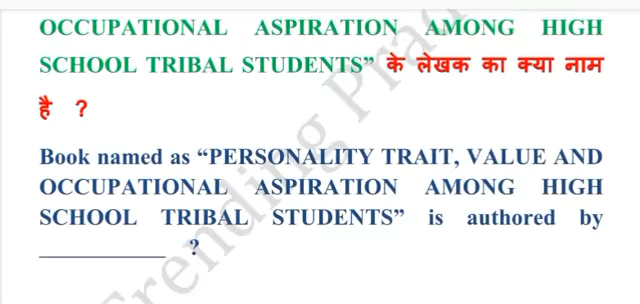 OCCUPATIONAL ASPIRATION AMONG HIGH
SCHOOL TRIBAL STUDENTS” के लेखक का क्या नाम
है ?
Book named as “PERSONALITY TRAIT, VALUE AND
OCCUPATIONAL ASPIRATION AMONG HIGH
SCHOOL TRIBAL STUDENTS” is authored by
____________ ?